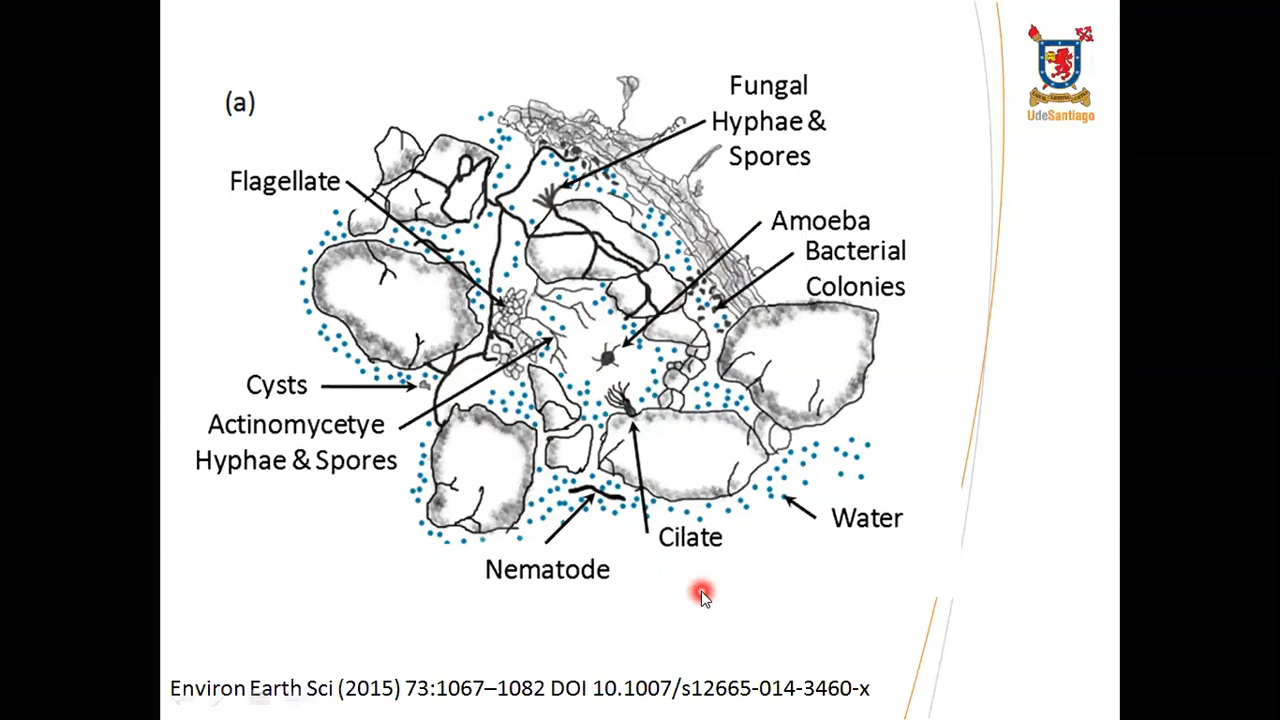 (a)
Fungal
Hyphae &
Spores
Flagellate
Amoeba
Bacterial
Colonies
Cysts
Actinomycetye
Hyphae & Spores
Water
Cilate
Nematode
UdeSantiago
Environ Earth Sci (2015) 73:1067–1082 DOI 10.1007/s12665-014-3460-x